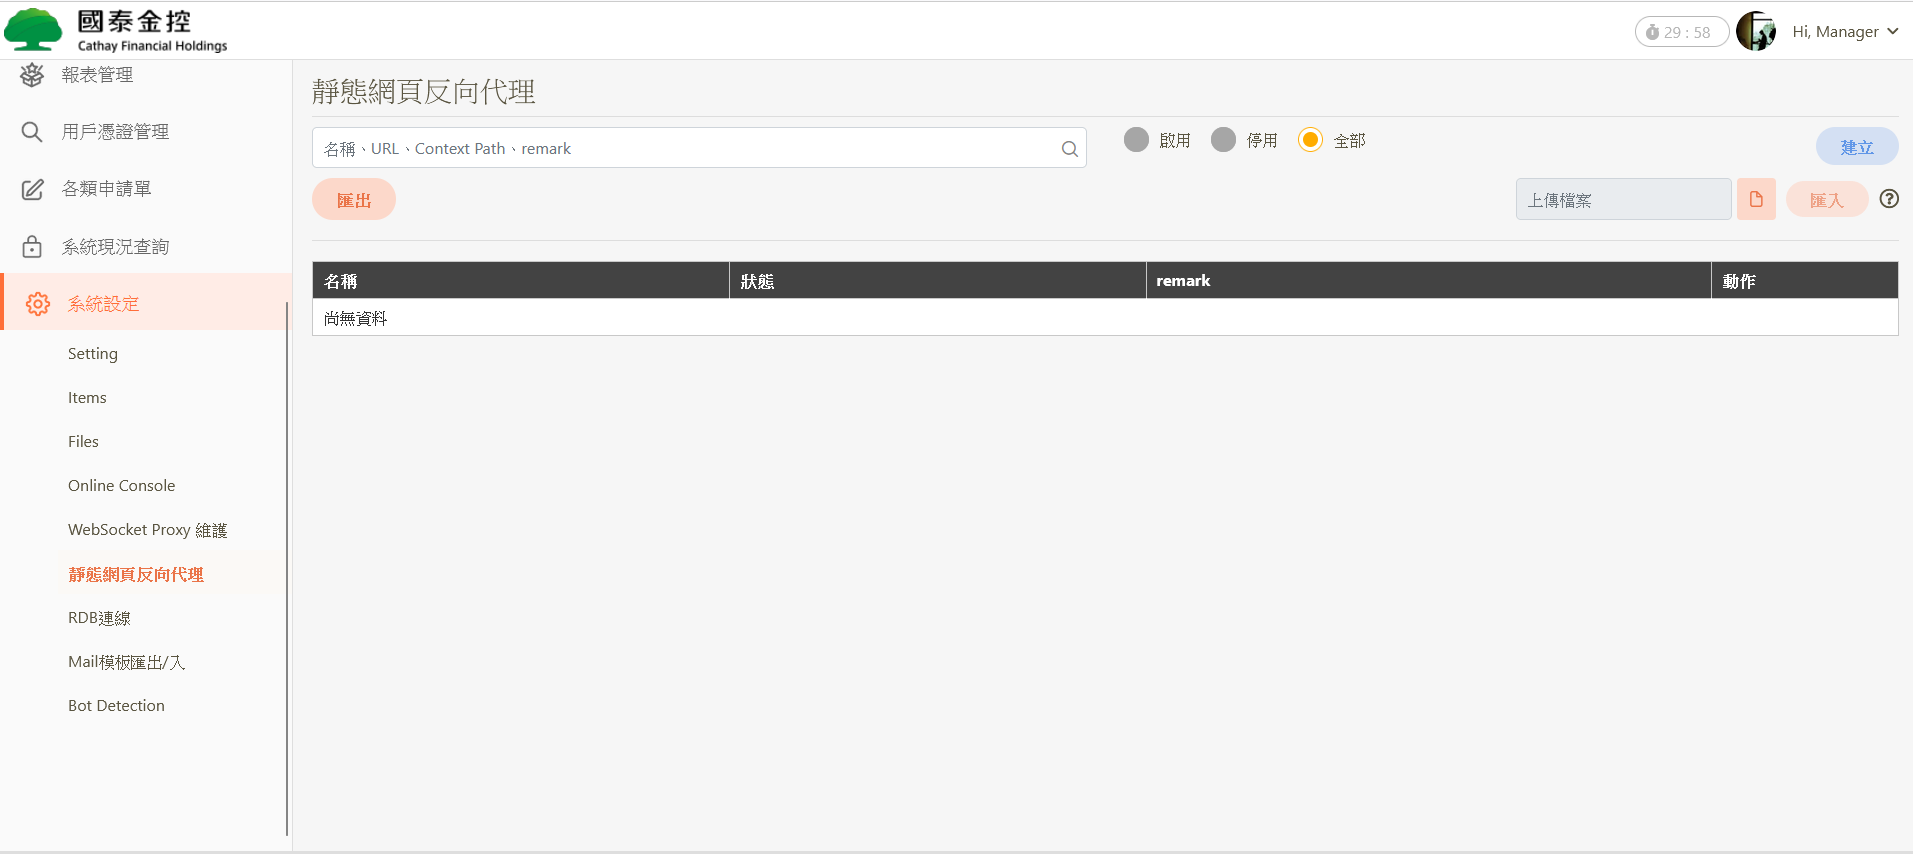 國泰金控
Cathay Financial Holdings
29 : 58
Hi, Manager
報表管理
用戶憑證管理
各類申請單
系統現況查詢
系統設定
Setting
Items
Files
Online Console
WebSocket Proxy 維護
靜態網頁反向代理
RDB連線
Mail模板匯出/入
Bot Detection
靜態網頁反向代理
名稱、URL、Context Path、remark
啟用
停用
全部
建立
匯出
上傳檔案
匯入
名稱
狀態
remark
動作
尚無資料